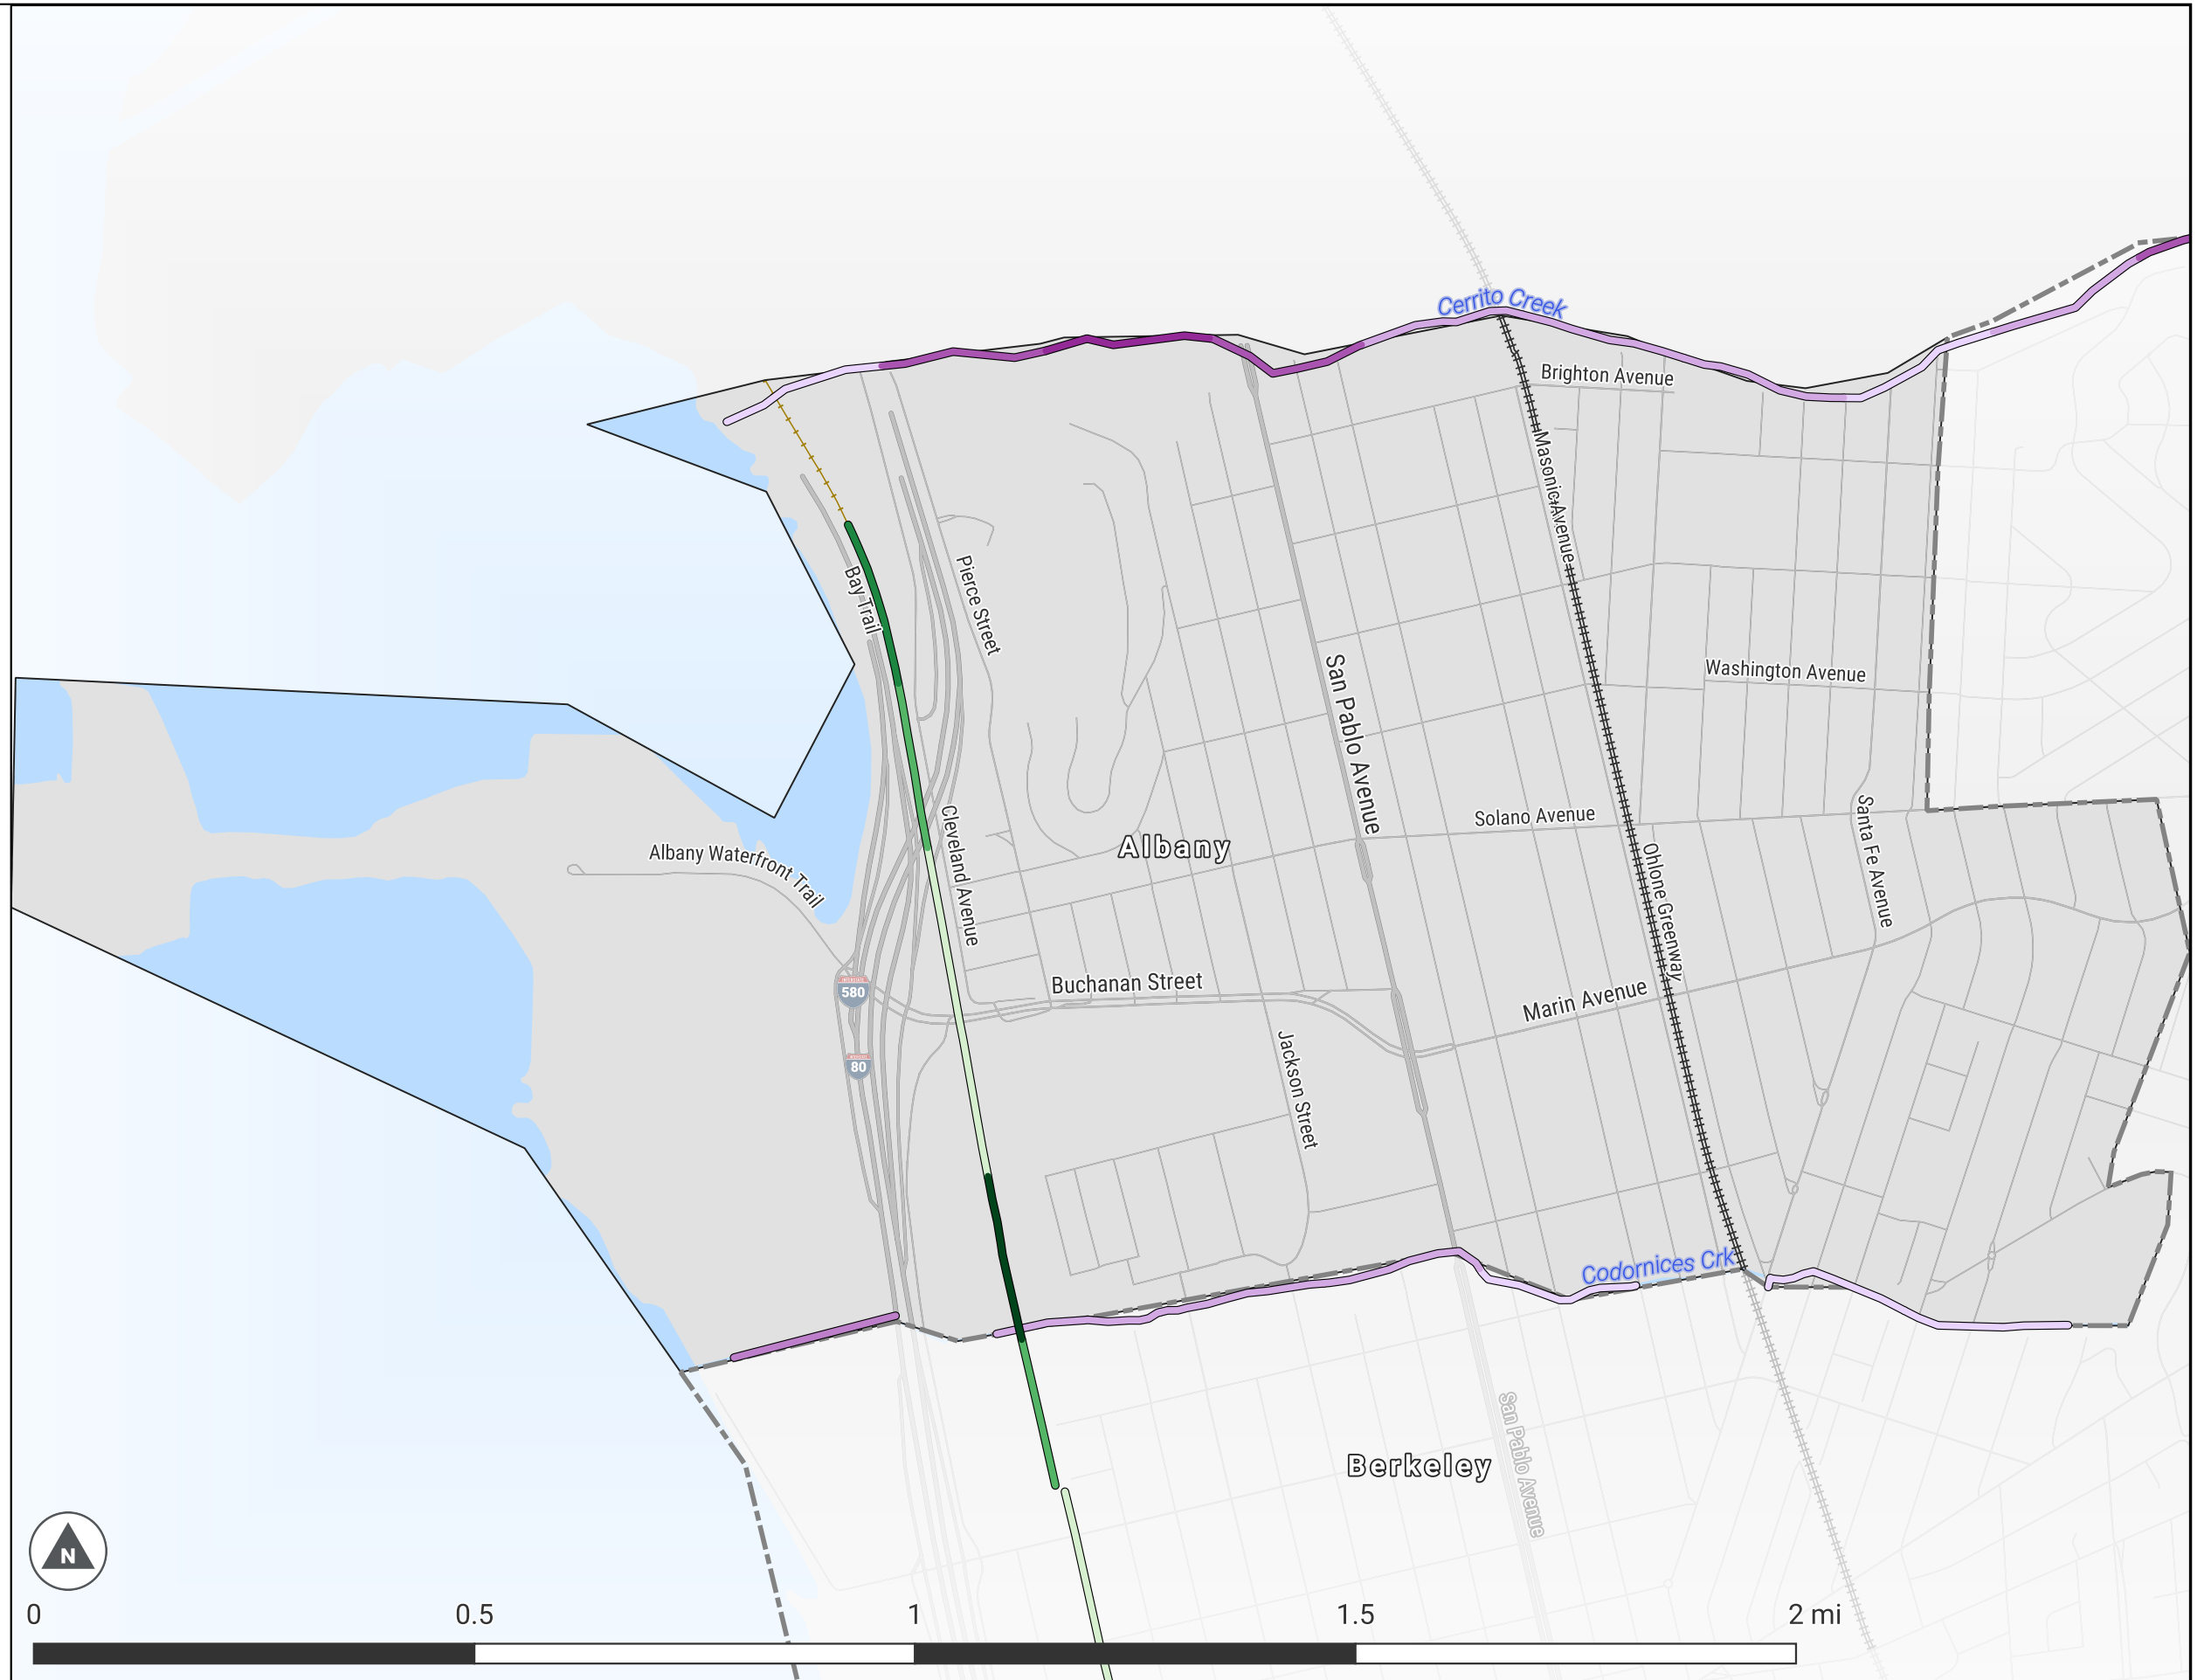 Cerrito Creek
Brighton Avenue
Masonic Avenue
Bay Trail
Pierce Street
San Pablo Avenue
Washington Avenue
Solano Avenue
Santa Fe Avenue
Albany
Albany Waterfront Trail
Cleveland Avenue
Ohlone Greenway
580
Buchanan Street
Marin Avenue
80
Jackson Street
Codornices Crk
San Pablo Avenue
Berkeley
N
0 0.5 1 1.5 2 mi